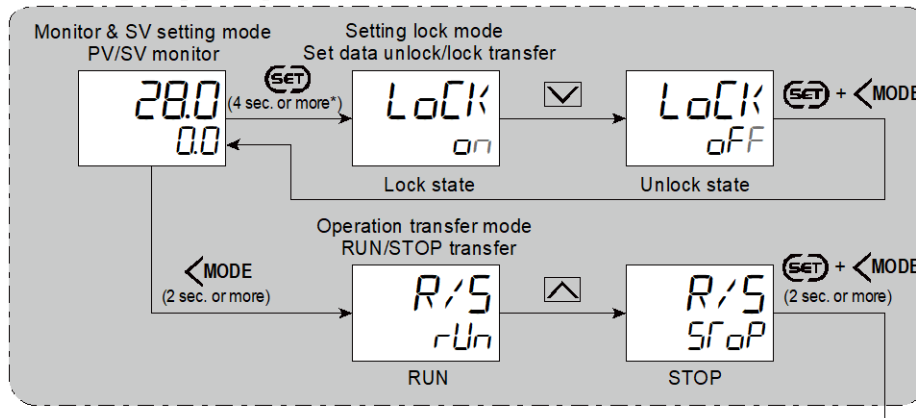 Monitor & SV setting mode
PV/SV monitor
28.0
0.0
SET
(4 sec. or more*)
Setting lock mode
Set data unlock/lock transfer
LoCK
on
Lock state
LoCK
oFF
Unlock state
SET + <MODE
<MODE
(2 sec. or more)
Operation transfer mode
RUN/STOP transfer
R/S
rUn
RUN
R/S
SToP
STOP
SET + <MODE
(2 sec. or more)